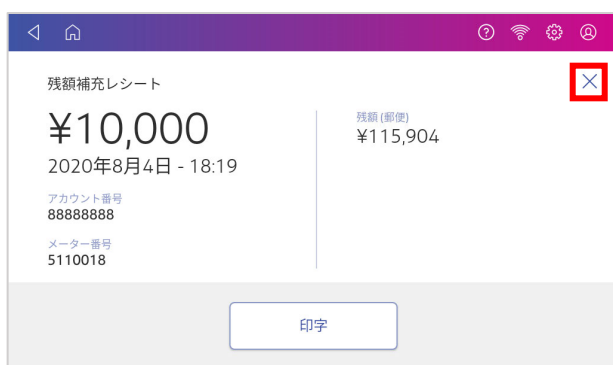 残額補充レシート
¥10,000
2020年8月4日 - 18:19
アカウント番号
88888888
メーター番号
5110018
残額 (郵便)
¥115,904
印字